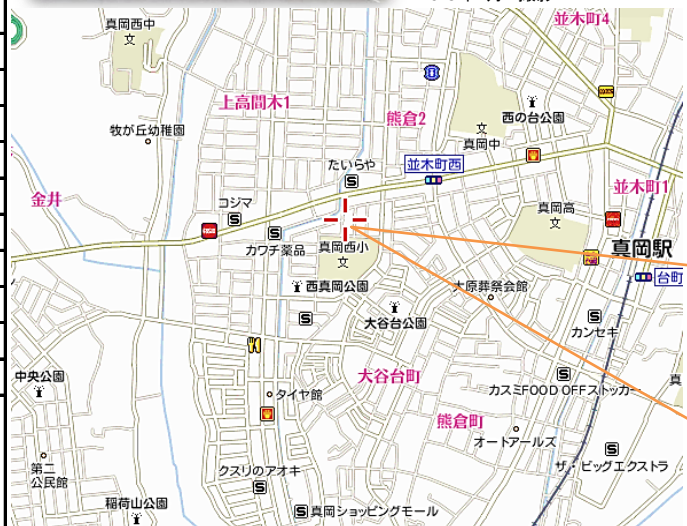 真岡西中
並木町4
上高間木1
熊倉2
西の台公園
牧が丘幼稚園
真岡中
たいらや
並木町西
並木町1
金井
コジマ
真岡高
カワチ薬品
真岡西小
真岡駅
台町
西真岡公園
大原葬祭会館
大谷台公園
カンセキ
中央公園
大谷台町
カスミFOOD OFFストッカー
真
タイヤ館
熊倉町
オートアールズ
第二
公民館
クスリのアオキ
ザ・ビッグエクストラ
稲荷山公園
真岡ショッピングモール